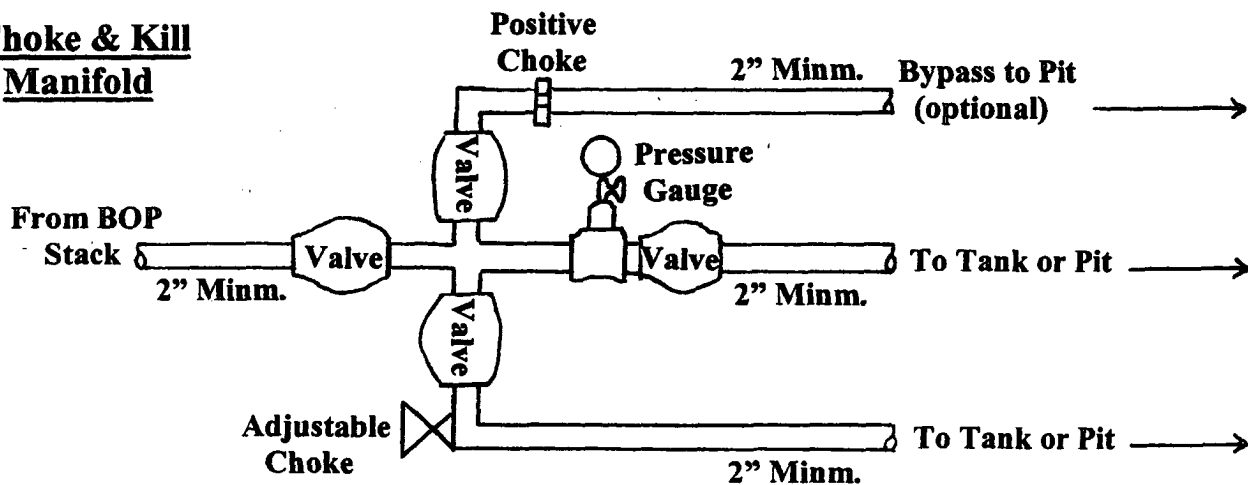 hoke & Kill
Manifold
Positive
Choke
2” Minm.
Bypass to Pit
(optional)
Valve
Pressure
Gauge
From BOP
Stack
Valve
Valve
To Tank or Pit
2” Minm.
2” Minm.
Valve
Adjustable
Choke
To Tank or Pit
2” Minm.